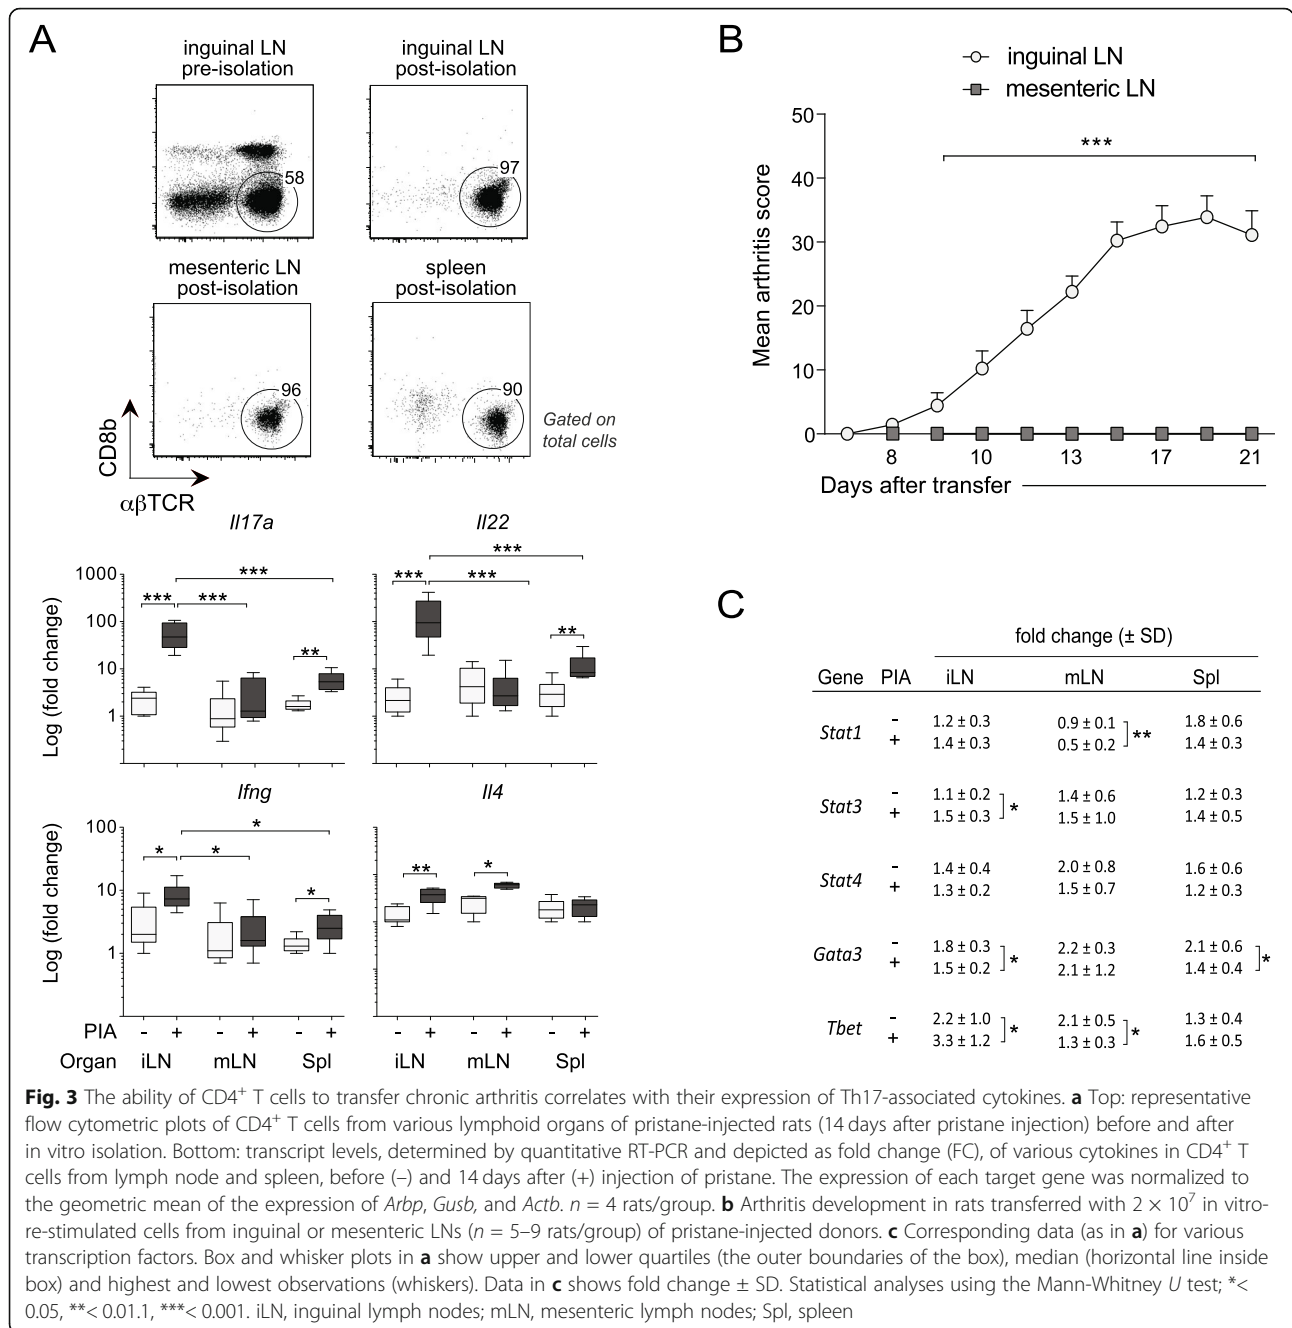 A
inguinal LN
pre-isolation
inguinal LN
post-isolation
58
97
mesenteric LN
post-isolation
spleen
post-isolation
96
90
Gated on
total cells
CD8b
αβTCR
Il17a
Il22
***
***
***
**
***
***
***
**
1000
100
10
1
Log (fold change)
Ifng
Il4
*
*
*
*
**
*
100
10
1
Log (fold change)
PIA - + - + - + - + - + - +
Organ iLN mLN Spl iLN mLN Spl
B
inguinal LN
mesenteric LN
50
40
30
20
10
0
Mean arthritis score
***
8 10 13 17 21
Days after transfer
C
fold change (± SD)
Gene PIA iLN mLN Spl
- 1.2 ± 0.3 0.9 ± 0.1 1.8 ± 0.6
Stat1 **
+ 1.4 ± 0.3 0.5 ± 0.2 1.4 ± 0.3
- 1.1 ± 0.2 1.4 ± 0.6 1.2 ± 0.3
Stat3 *
+ 1.5 ± 0.3 1.5 ± 1.0 1.4 ± 0.5
- 1.4 ± 0.4 2.0 ± 0.8 1.6 ± 0.6
Stat4
+ 1.3 ± 0.2 1.5 ± 0.7 1.2 ± 0.3
- 1.8 ± 0.3 2.2 ± 0.3 2.1 ± 0.6
Gata3 * *
+ 1.5 ± 0.2 2.1 ± 1.2 1.4 ± 0.4
- 2.2 ± 1.0 2.1 ± 0.5 1.3 ± 0.4
Tbet * *
+ 3.3 ± 1.2 1.3 ± 0.3 1.6 ± 0.5
Fig. 3 The ability of CD4⁺ T cells to transfer chronic arthritis correlates with their expression of Th17-associated cytokines. a Top: representative
flow cytometric plots of CD4⁺ T cells from various lymphoid organs of pristane-injected rats (14 days after pristane injection) before and after
in vitro isolation. Bottom: transcript levels, determined by quantitative RT-PCR and depicted as fold change (FC), of various cytokines in CD4⁺ T
cells from lymph node and spleen, before (–) and 14 days after (+) injection of pristane. The expression of each target gene was normalized to
the geometric mean of the expression of Arbp, Gusb, and Actb. n = 4 rats/group. b Arthritis development in rats transferred with 2 × 10⁷ in vitro-
re-stimulated cells from inguinal or mesenteric LNs (n = 5–9 rats/group) of pristane-injected donors. c Corresponding data (as in a) for various
transcription factors. Box and whisker plots in a show upper and lower quartiles (the outer boundaries of the box), median (horizontal line inside
box) and highest and lowest observations (whiskers). Data in c shows fold change ± SD. Statistical analyses using the Mann-Whitney U test; *<
0.05, **< 0.01.1, ***< 0.001. iLN, inguinal lymph nodes; mLN, mesenteric lymph nodes; Spl, spleen